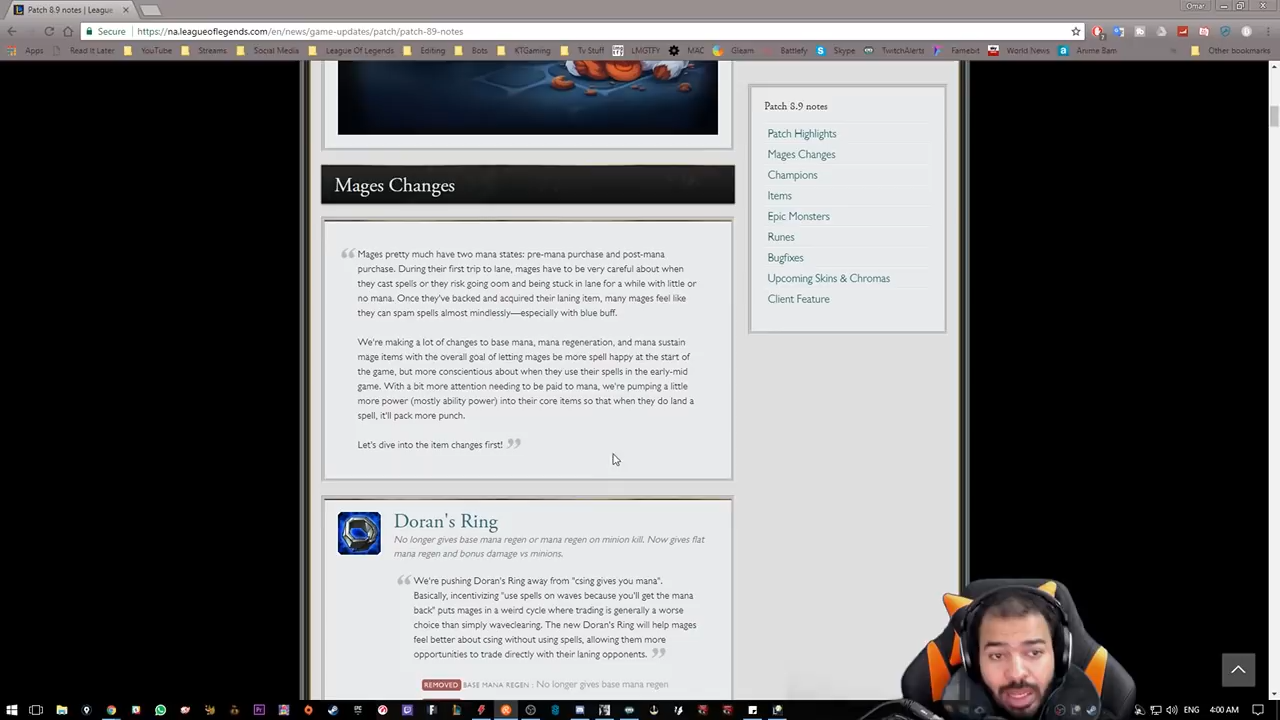 Patch 8.9 notes | League
Omar
Secure
https://na.leagueoflegends.com/en/news/game-updates/patch/patch-89-notes
Apps
Read It Later
YouTube
Streams
Social Media
League Of Legends
Editing
Bots
KTGaming
Tv Stuff
LMGTFY
MAC
Gleam
Battlefy
Skype
TwitchAlerts
Famebit
World News
Arvme Bam
Other bookmarks
Mages Changes
Mages pretty much have two mana states: pre-mana purchase and post-mana
purchase. During their first trip to lane, mages have to be very careful about when
they cast spells or they risk going oom and being stuck in lane for a while with little or
no mana. Once they've backed and acquired their laning item, many mages feel like
they can spam spells almost mindlessly—especially with blue buff.
We're making a lot of changes to base mana, mana regeneration, and mana sustain
mage items with the overall goal of letting mages be more spell happy at the start of
the game, but more conscientious about when they use their spells in the early-mid
game. With a bit more attention needing to be paid to mana, we're pumping a little
more power (mostly ability power) into their core items so that when they do land a
spell, it'll pack more punch.
Let's dive into the item changes first!
Doran's Ring
No longer gives base mana regen or mana regen on minion kill. Now gives flat
mana regen and bonus damage vs minions.
We're pushing Doran's Ring away from "csing gives you mana".
Basically, incentivizing "use spells on waves because you'll get the mana
back" puts mages in a weird cycle where trading is generally a worse
choice than simply waveclearing. The new Doran's Ring will help mages
feel better about csing without using spells, allowing them more
opportunities to trade directly with their laning opponents.
REMOVED BASE MANA REGEN : No longer gives base mana regen
Patch 8.9 notes
Patch Highlights
Mages Changes
Champions
Items
Epic Monsters
Runes
Bugfixes
Upcoming Skins & Chromas
Client Feature
ENG
4:00 AM